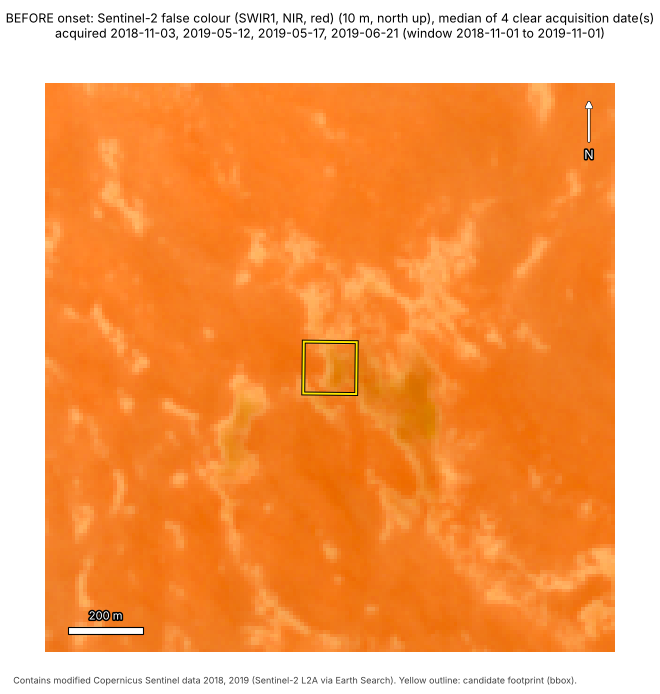 BEFORE onset: Sentinel-2 false colour (SWIR1, NIR, red) (10 m, north up), median of 4 clear acquisition date(s)
acquired 2018-11-03, 2019-05-12, 2019-05-17, 2019-06-21 (window 2018-11-01 to 2019-11-01)
N
200 m
Contains modified Copernicus Sentinel data 2018, 2019 (Sentinel-2 L2A via Earth Search). Yellow outline: candidate footprint (bbox).